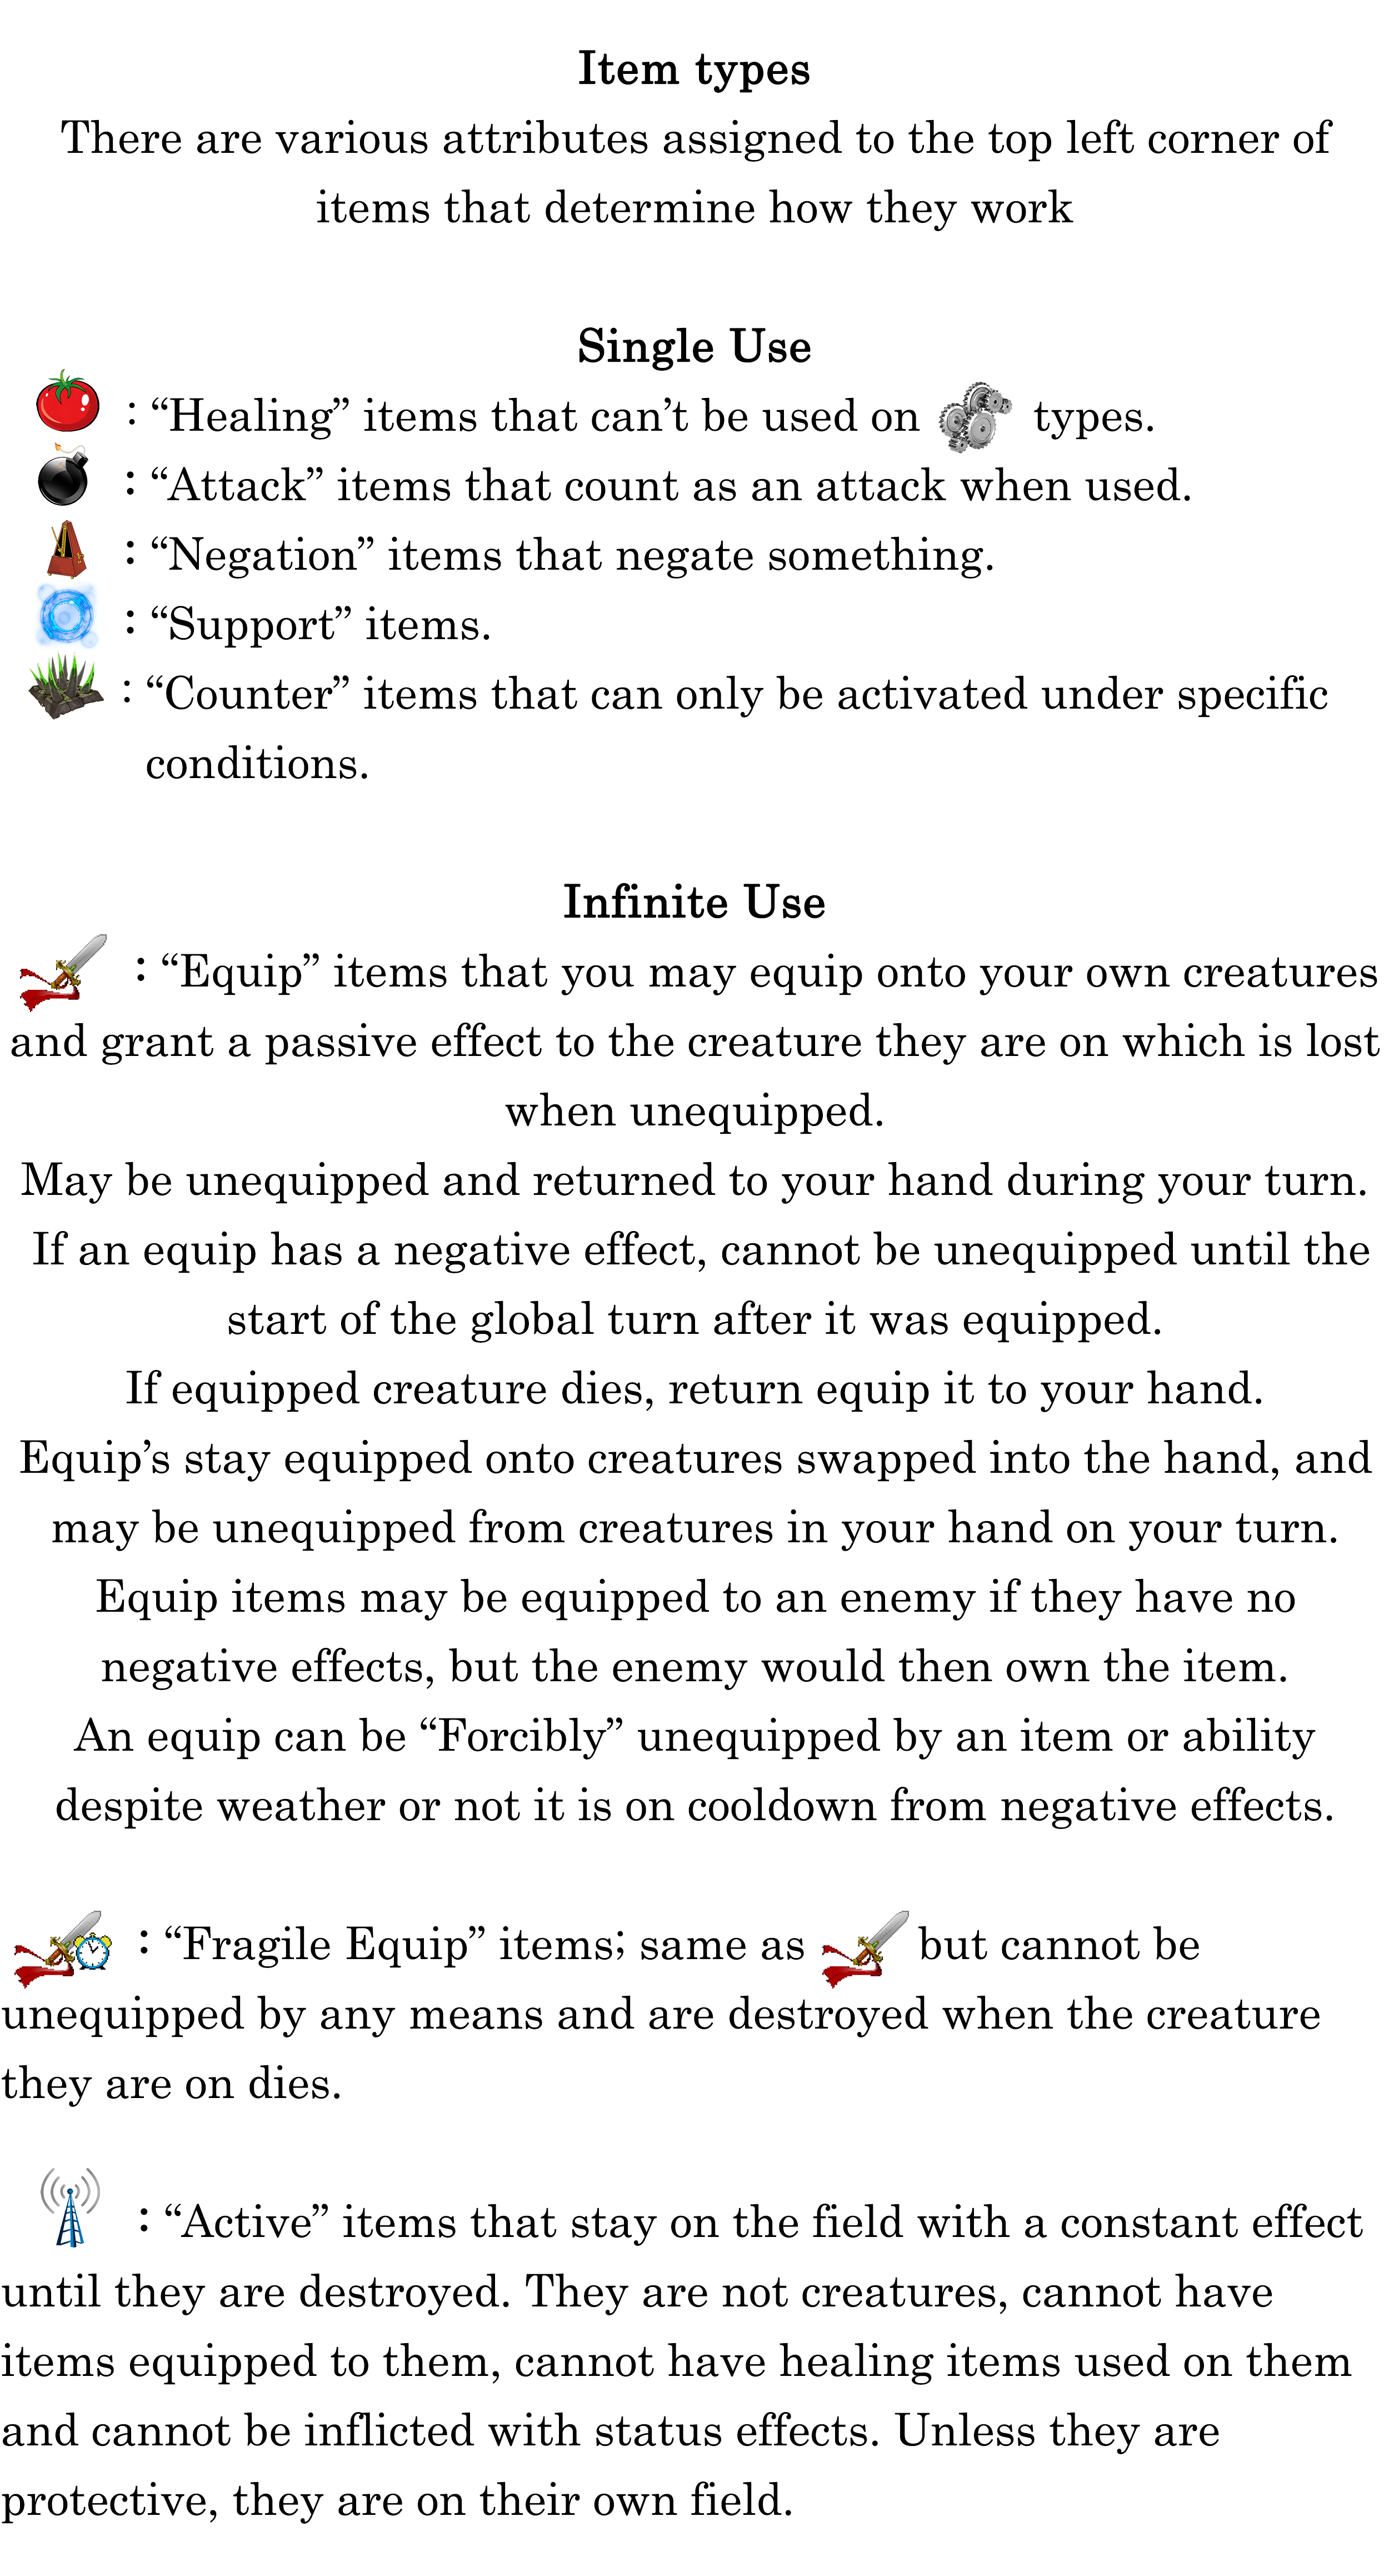 Item types
There are various attributes assigned to the top left corner of
items that determine how they work
Single Use
: “Healing” items that can’t be used on types.
: “Attack” items that count as an attack when used.
: “Negation” items that negate something.
: “Support” items.
: “Counter” items that can only be activated under specific
conditions.
Infinite Use
: “Equip” items that you may equip onto your own creatures
and grant a passive effect to the creature they are on which is lost
when unequipped.
May be unequipped and returned to your hand during your turn.
If an equip has a negative effect, cannot be unequipped until the
start of the global turn after it was equipped.
If equipped creature dies, return equip it to your hand.
Equip’s stay equipped onto creatures swapped into the hand, and
may be unequipped from creatures in your hand on your turn.
Equip items may be equipped to an enemy if they have no
negative effects, but the enemy would then own the item.
An equip can be “Forcibly” unequipped by an item or ability
despite weather or not it is on cooldown from negative effects.
: “Fragile Equip” items; same as but cannot be
unequipped by any means and are destroyed when the creature
they are on dies.
: “Active” items that stay on the field with a constant effect
until they are destroyed. They are not creatures, cannot have
items equipped to them, cannot have healing items used on them
and cannot be inflicted with status effects. Unless they are
protective, they are on their own field.